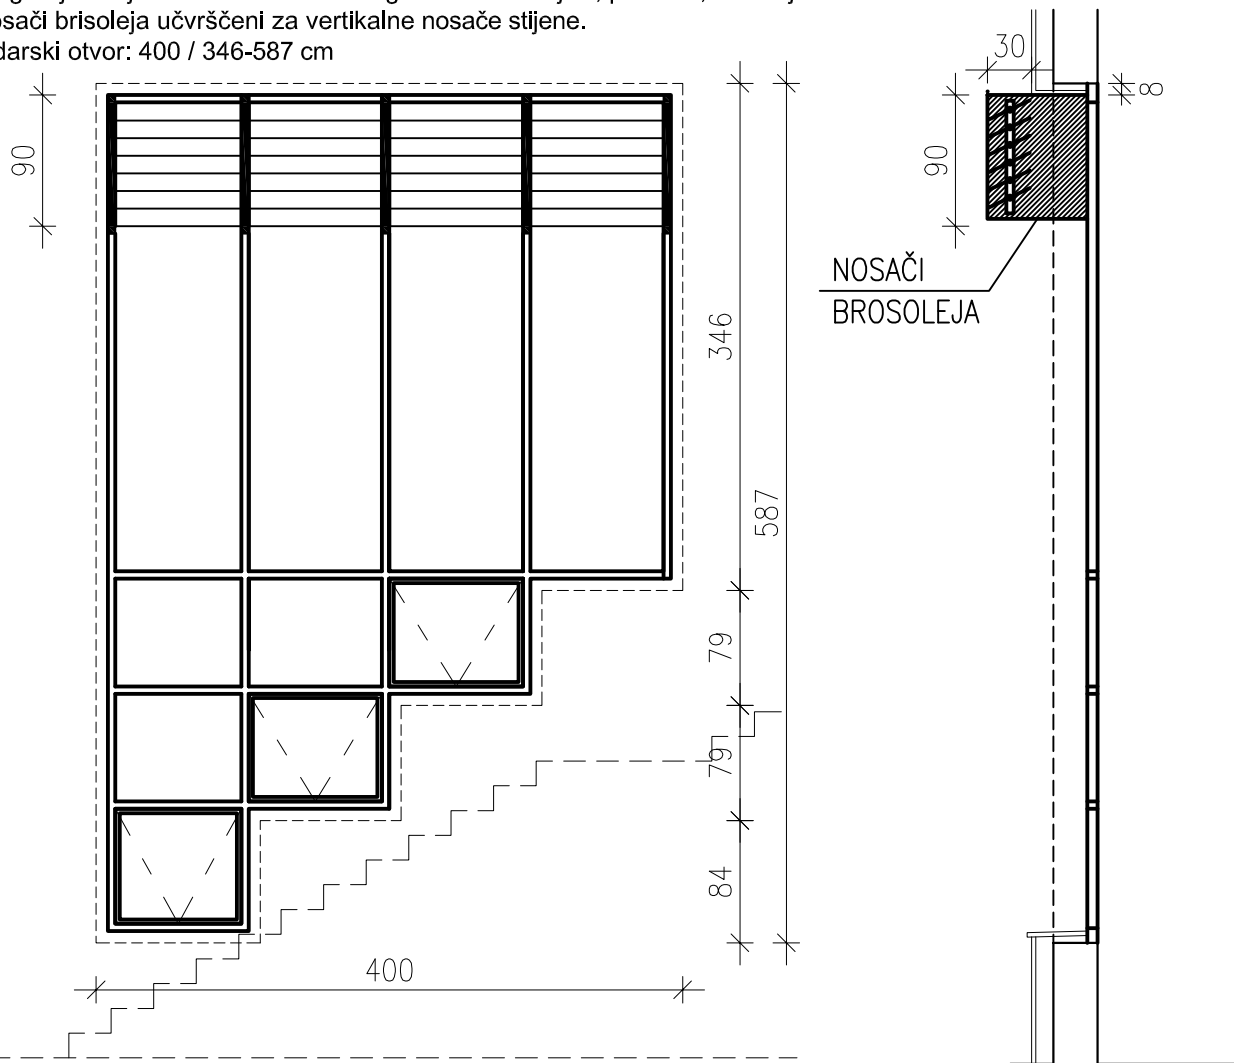 osači brisoleja učvrščeni za vertikalne nosače stijene.
darski otvor: 400 / 346-587 cm
30
8
90
90
NOSAČI
BROSOLEJA
346
587
79
79
84
400